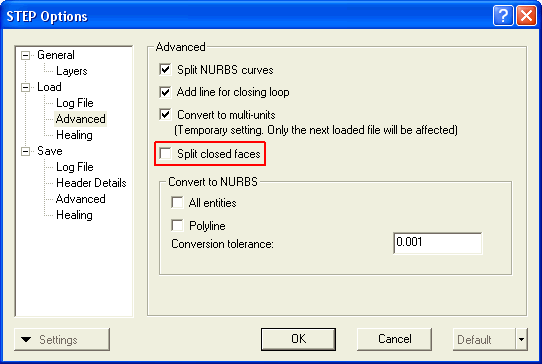 STEP Options
General
Layers
Load
Log File
Advanced
Healing
Save
Log File
Header Details
Advanced
Healing
Advanced
Split NURBS curves
Add line for closing loop
Convert to multi-units
(Temporary setting. Only the next loaded file will be affected)
Split closed faces
Convert to NURBS
All entities
Polyline
Conversion tolerance: 0.001
Settings
OK
Cancel
Default